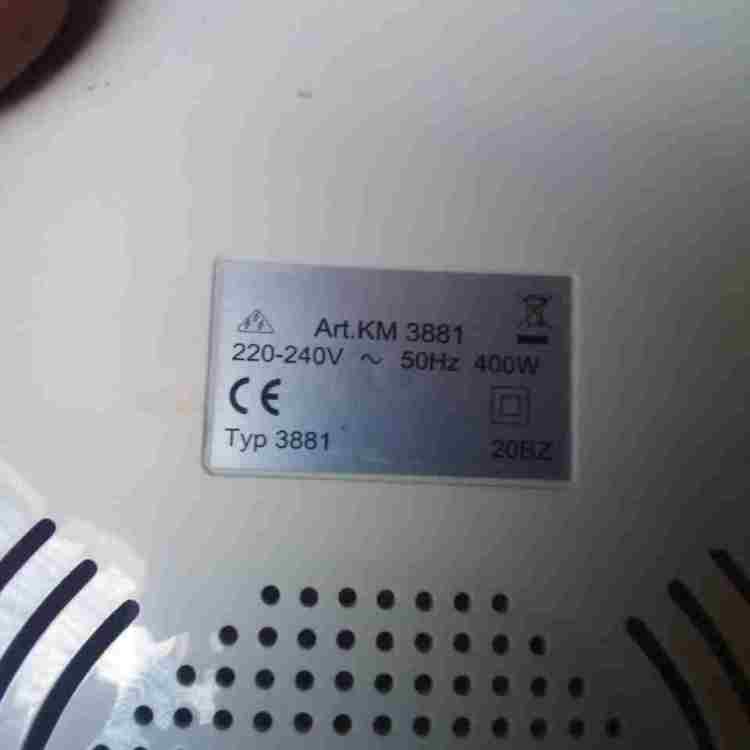 Art.KM 3881
220-240V ~ 50Hz 400W
CE
Typ 3881
20BZ